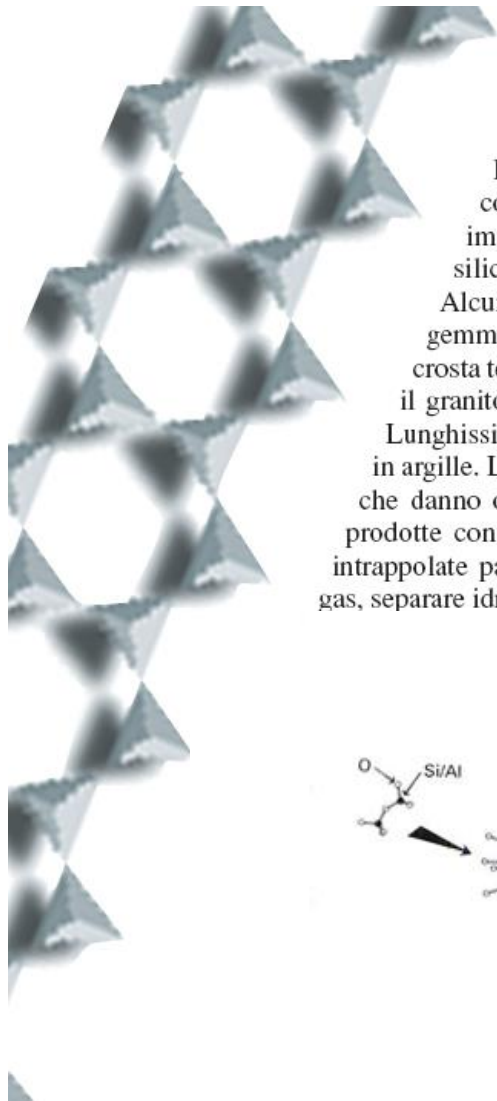 co
im
silic
Alcu
gemm
crosta te
il granito
Lunghissi
in argille. L
che danno o
prodotte con
intrappolate pa
gas, separare idr
O
Si/Al